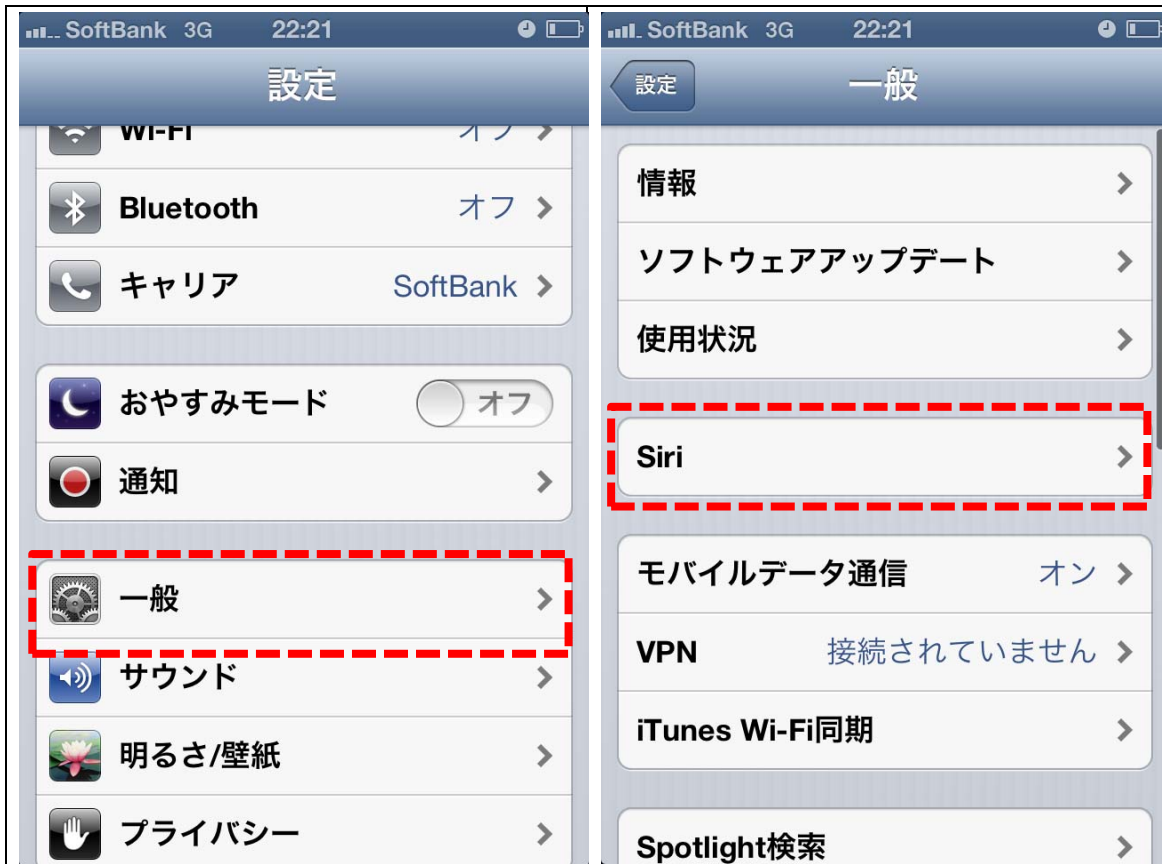 SoftBank 3G 22:21
設定
Wi-Fi オフ
Bluetooth オフ
キャリア SoftBank
おやすみモード オフ
通知
一般
サウンド
明るさ/壁紙
プライバシー
SoftBank 3G 22:21
設定 一般
情報
ソフトウェアアップデート
使用状況
Siri
モバイルデータ通信 オン
VPN 接続されていません
iTunes Wi-Fi同期
Spotlight検索